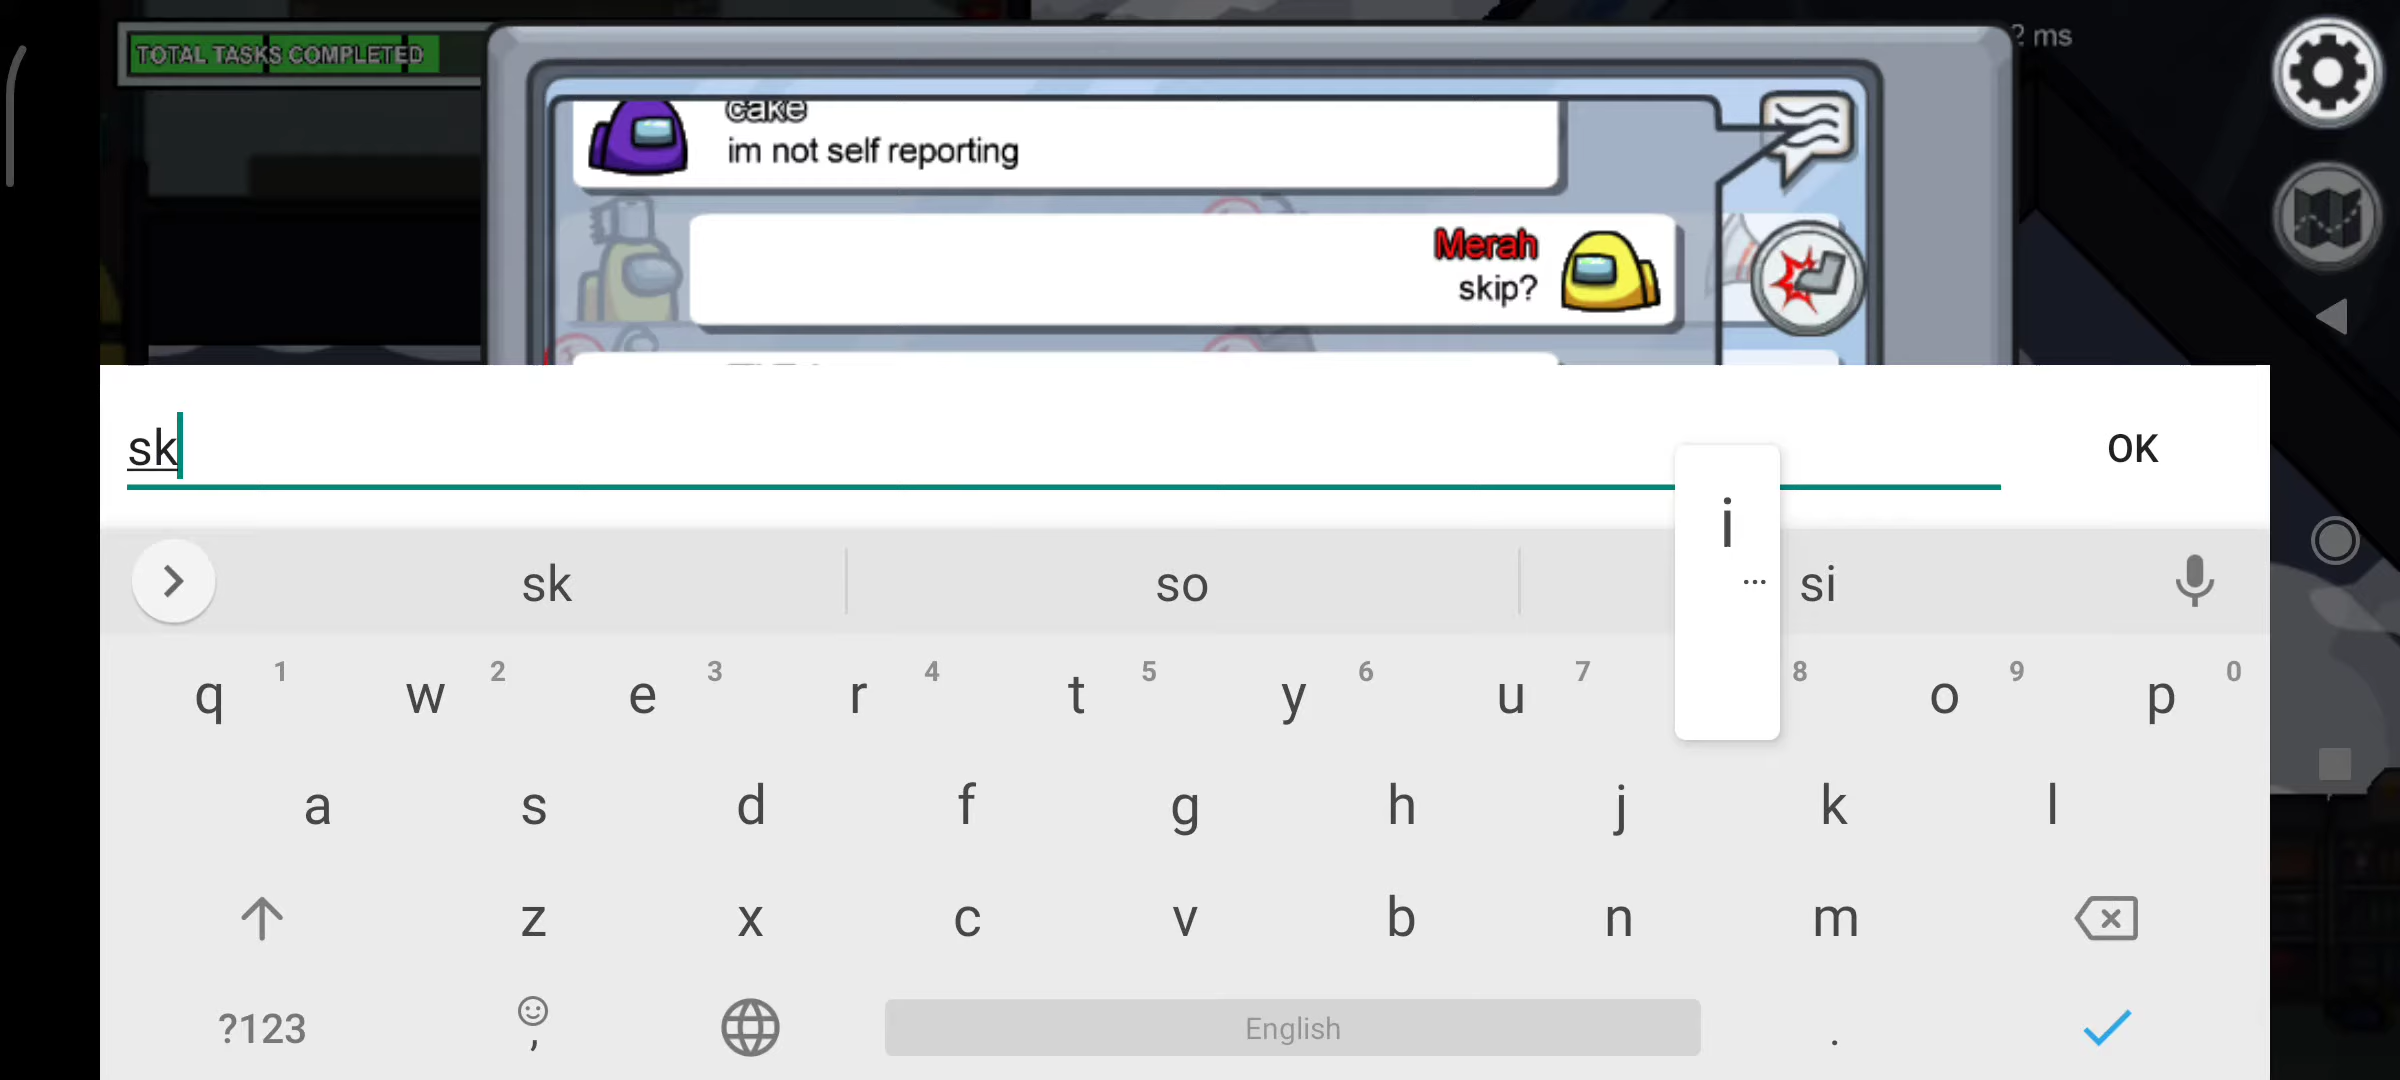 TOTAL TASKS COMPLETED
2 ms
cake
im not self reporting
Merah
skip?
sk
OK
i
...
sk
so
si
q 1 w 2 e 3 r 4 t 5 y 6 u 7 8 o 9 p 0
a s d f g h j k l
z x c v b n m
?123 , English .